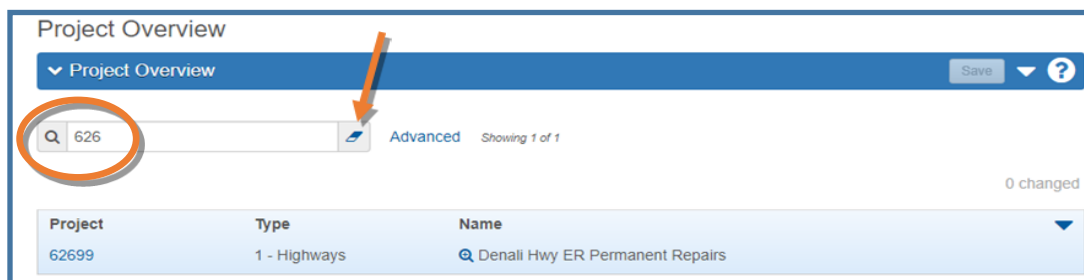 Project Overview
Project Overview Save ?
626 Advanced Showing 1 of 1
0 changed
Project Type Name
62699 1 - Highways Denali Hwy ER Permanent Repairs